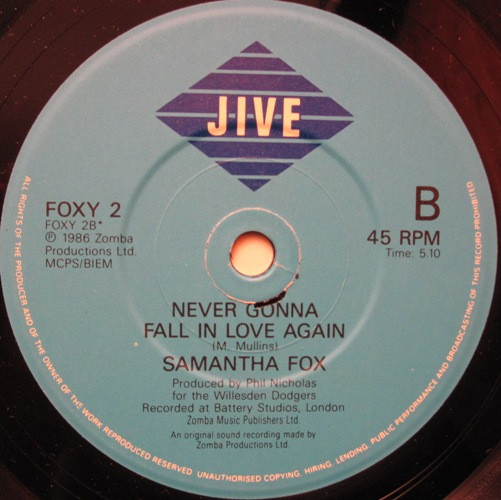 JIVE
FOXY 2
FOXY 2B*
℗ 1986 Zomba
Productions Ltd.
MCPS/BIEM
B
45 RPM
Time: 5.10
NEVER GONNA
FALL IN LOVE AGAIN
(M. Mullins)
SAMANTHA FOX
Produced by Phil Nicholas
for the Willesden Dodgers
Recorded at Battery Studios, London
Zomba Music Publishers Ltd.
An original sound recording made by
Zomba Productions Ltd.
ALL RIGHTS OF THE PRODUCER AND OF THE OWNER OF THE WORK REPRODUCED RESERVED. UNAUTHORISED COPYING, HIRING, LENDING, PUBLIC PERFORMANCE AND BROADCASTING OF THIS RECORD PROHIBITED